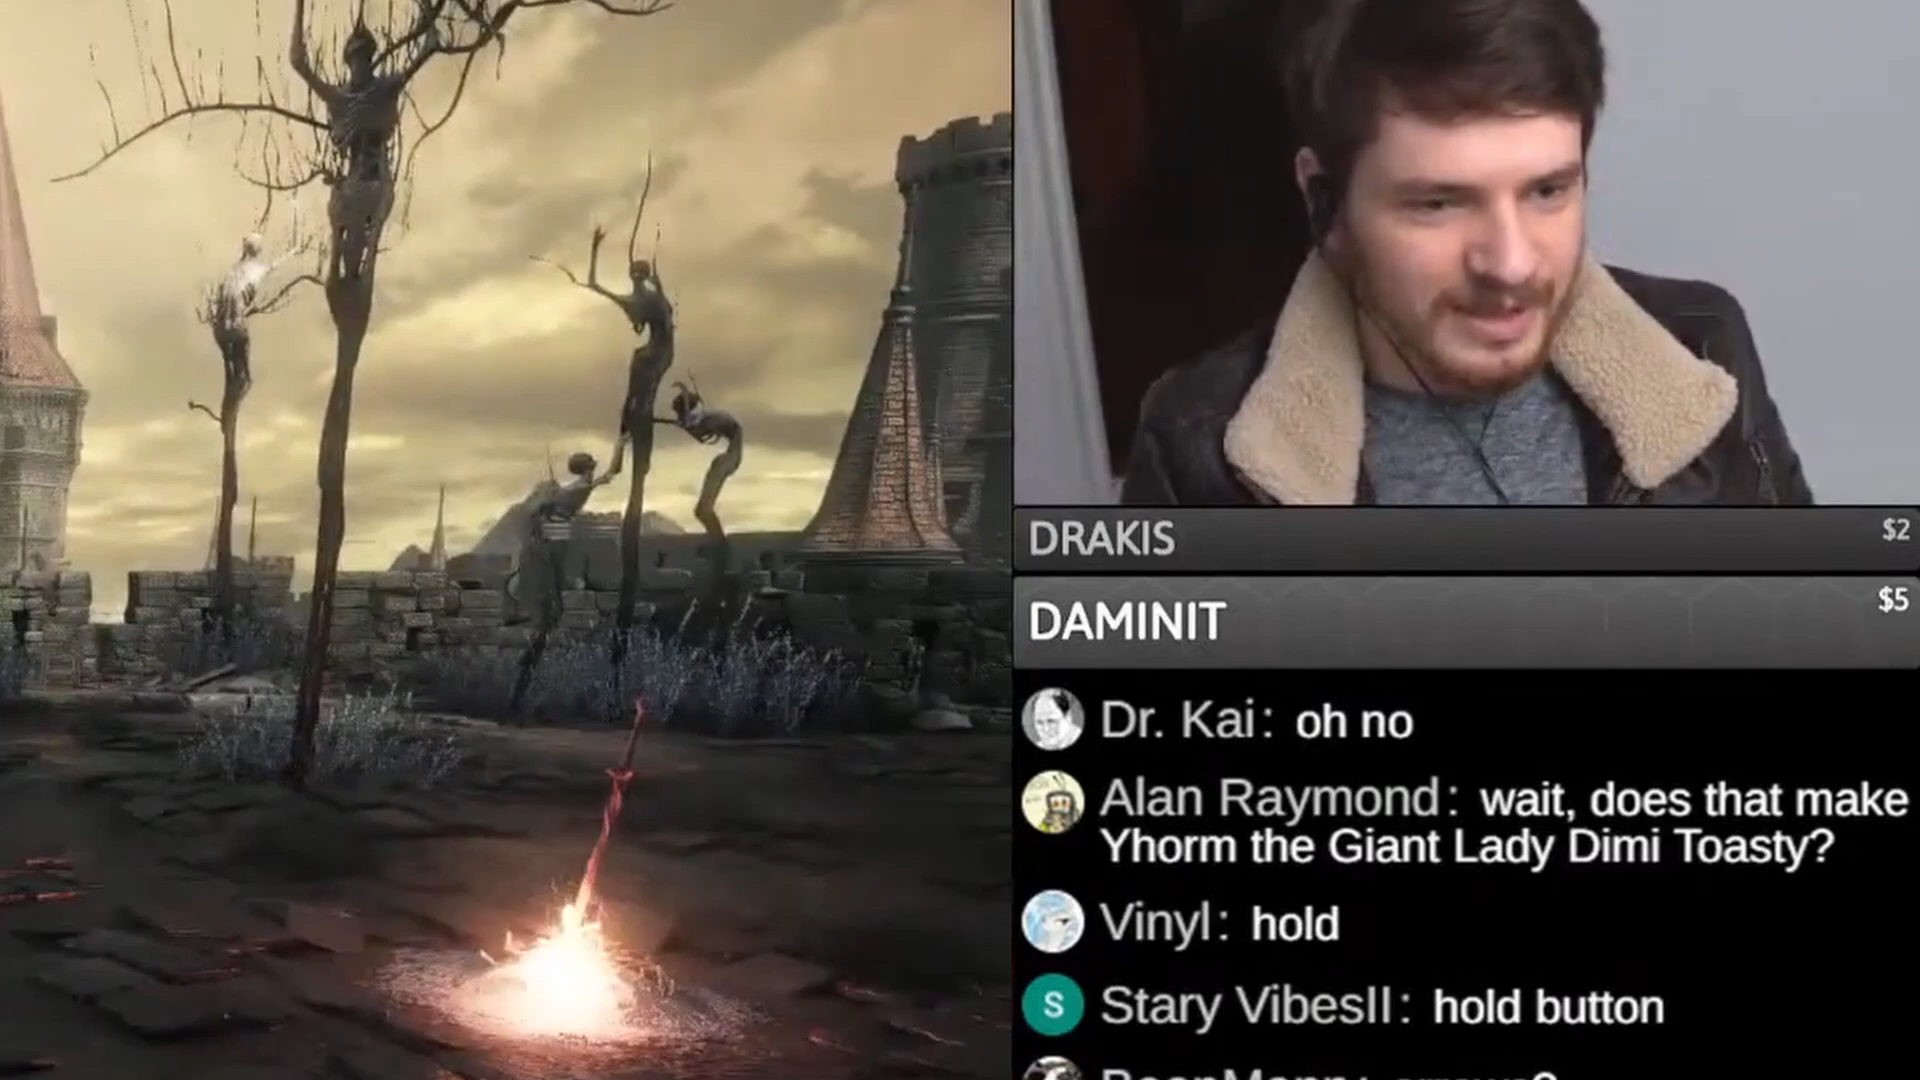 DRAKIS $2
DAMINIT $5
Dr. Kai: oh no
Alan Raymond: wait, does that make
Yhorm the Giant Lady Dimi Toasty?
Vinyl: hold
S Stary VibesII: hold button